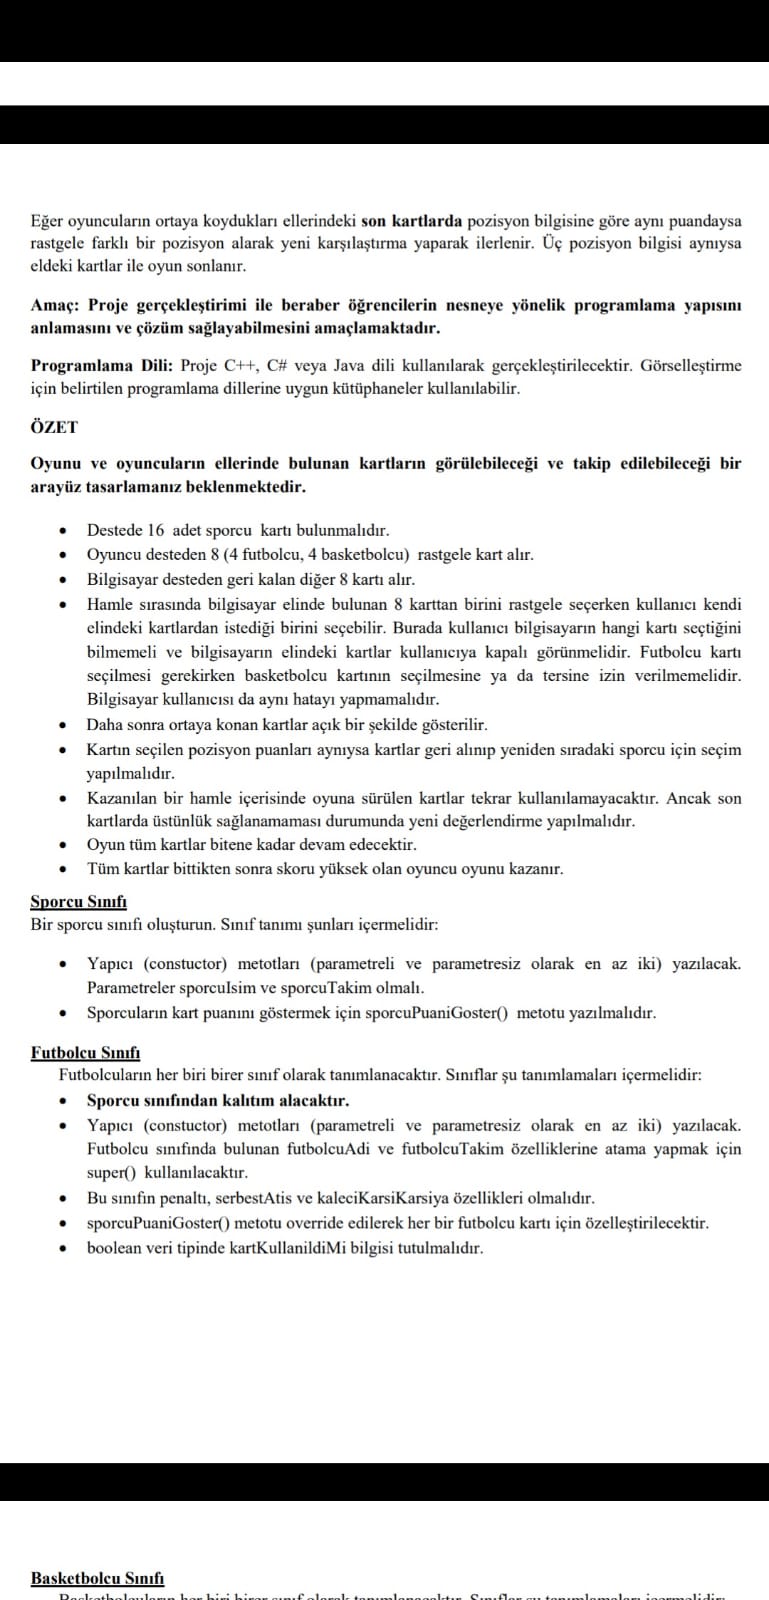 Eğer oyuncuların ortaya koydukları ellerindeki son kartlarda pozisyon bilgisine göre aynı puandaysa
rastgele farklı bir pozisyon alarak yeni karşılaştırma yaparak ilerlenir. Üç pozisyon bilgisi aynıysa
eldeki kartlar ile oyun sonlanır.
Amaç: Proje gerçekleştirimi ile beraber öğrencilerin nesneye yönelik programlama yapısını
anlamasını ve çözüm sağlayabilmesini amaçlamaktadır.
Programlama Dili: Proje C++, C# veya Java dili kullanılarak gerçekleştirilecektir. Görselleştirme
için belirtilen programlama dillerine uygun kütüphaneler kullanılabilir.
ÖZET
Oyunu ve oyuncuların ellerinde bulunan kartların görülebileceği ve takip edilebileceği bir
arayüz tasarlamanız beklenmektedir.
• Destede 16 adet sporcu kartı bulunmalıdır.
• Oyuncu desteden 8 (4 futbolcu, 4 basketbolcu) rastgele kart alır.
• Bilgisayar desteden geri kalan diğer 8 kartı alır.
• Hamle sırasında bilgisayar elinde bulunan 8 karttan birini rastgele seçerken kullanıcı kendi
elindeki kartlardan istediği birini seçebilir. Burada kullanıcı bilgisayarın hangi kartı seçtiğini
bilmemeli ve bilgisayarın elindeki kartlar kullanıcıya kapalı görünmelidir. Futbolcu kartı
seçilmesi gerekirken basketbolcu kartının seçilmesine ya da tersine izin verilmemelidir.
Bilgisayar kullanıcısı da aynı hatayı yapmamalıdır.
• Daha sonra ortaya konan kartlar açık bir şekilde gösterilir.
• Kartın seçilen pozisyon puanları aynıysa kartlar geri alınıp yeniden sıradaki sporcu için seçim
yapılmalıdır.
• Kazanılan bir hamle içerisinde oyuna sürülen kartlar tekrar kullanılamayacaktır. Ancak son
kartlarda üstünlük sağlanamaması durumunda yeni değerlendirme yapılmalıdır.
• Oyun tüm kartlar bitene kadar devam edecektir.
• Tüm kartlar bittikten sonra skoru yüksek olan oyuncu oyunu kazanır.
Sporcu Sınıfı
Bir sporcu sınıfı oluşturun. Sınıf tanımı şunları içermelidir:
• Yapıcı (constuctor) metotları (parametreli ve parametresiz olarak en az iki) yazılacak.
Parametreler sporcuIsim ve sporcuTakim olmalı.
• Sporcuların kart puanını göstermek için sporcuPuaniGoster() metotu yazılmalıdır.
Futbolcu Sınıfı
Futbolcuların her biri birer sınıf olarak tanımlanacaktır. Sınıflar şu tanımlamaları içermelidir:
• Sporcu sınıfından kalıtım alacaktır.
• Yapıcı (constuctor) metotları (parametreli ve parametresiz olarak en az iki) yazılacak.
Futbolcu sınıfında bulunan futbolcuAdi ve futbolcuTakim özelliklerine atama yapmak için
super() kullanılacaktır.
• Bu sınıfın penaltı, serbestAtis ve kaleciKarsiKarsiya özellikleri olmalıdır.
• sporcuPuaniGoster() metotu override edilerek her bir futbolcu kartı için özelleştirilecektir.
• boolean veri tipinde kartKullanildiMi bilgisi tutulmalıdır.
Basketbolcu Sınıfı